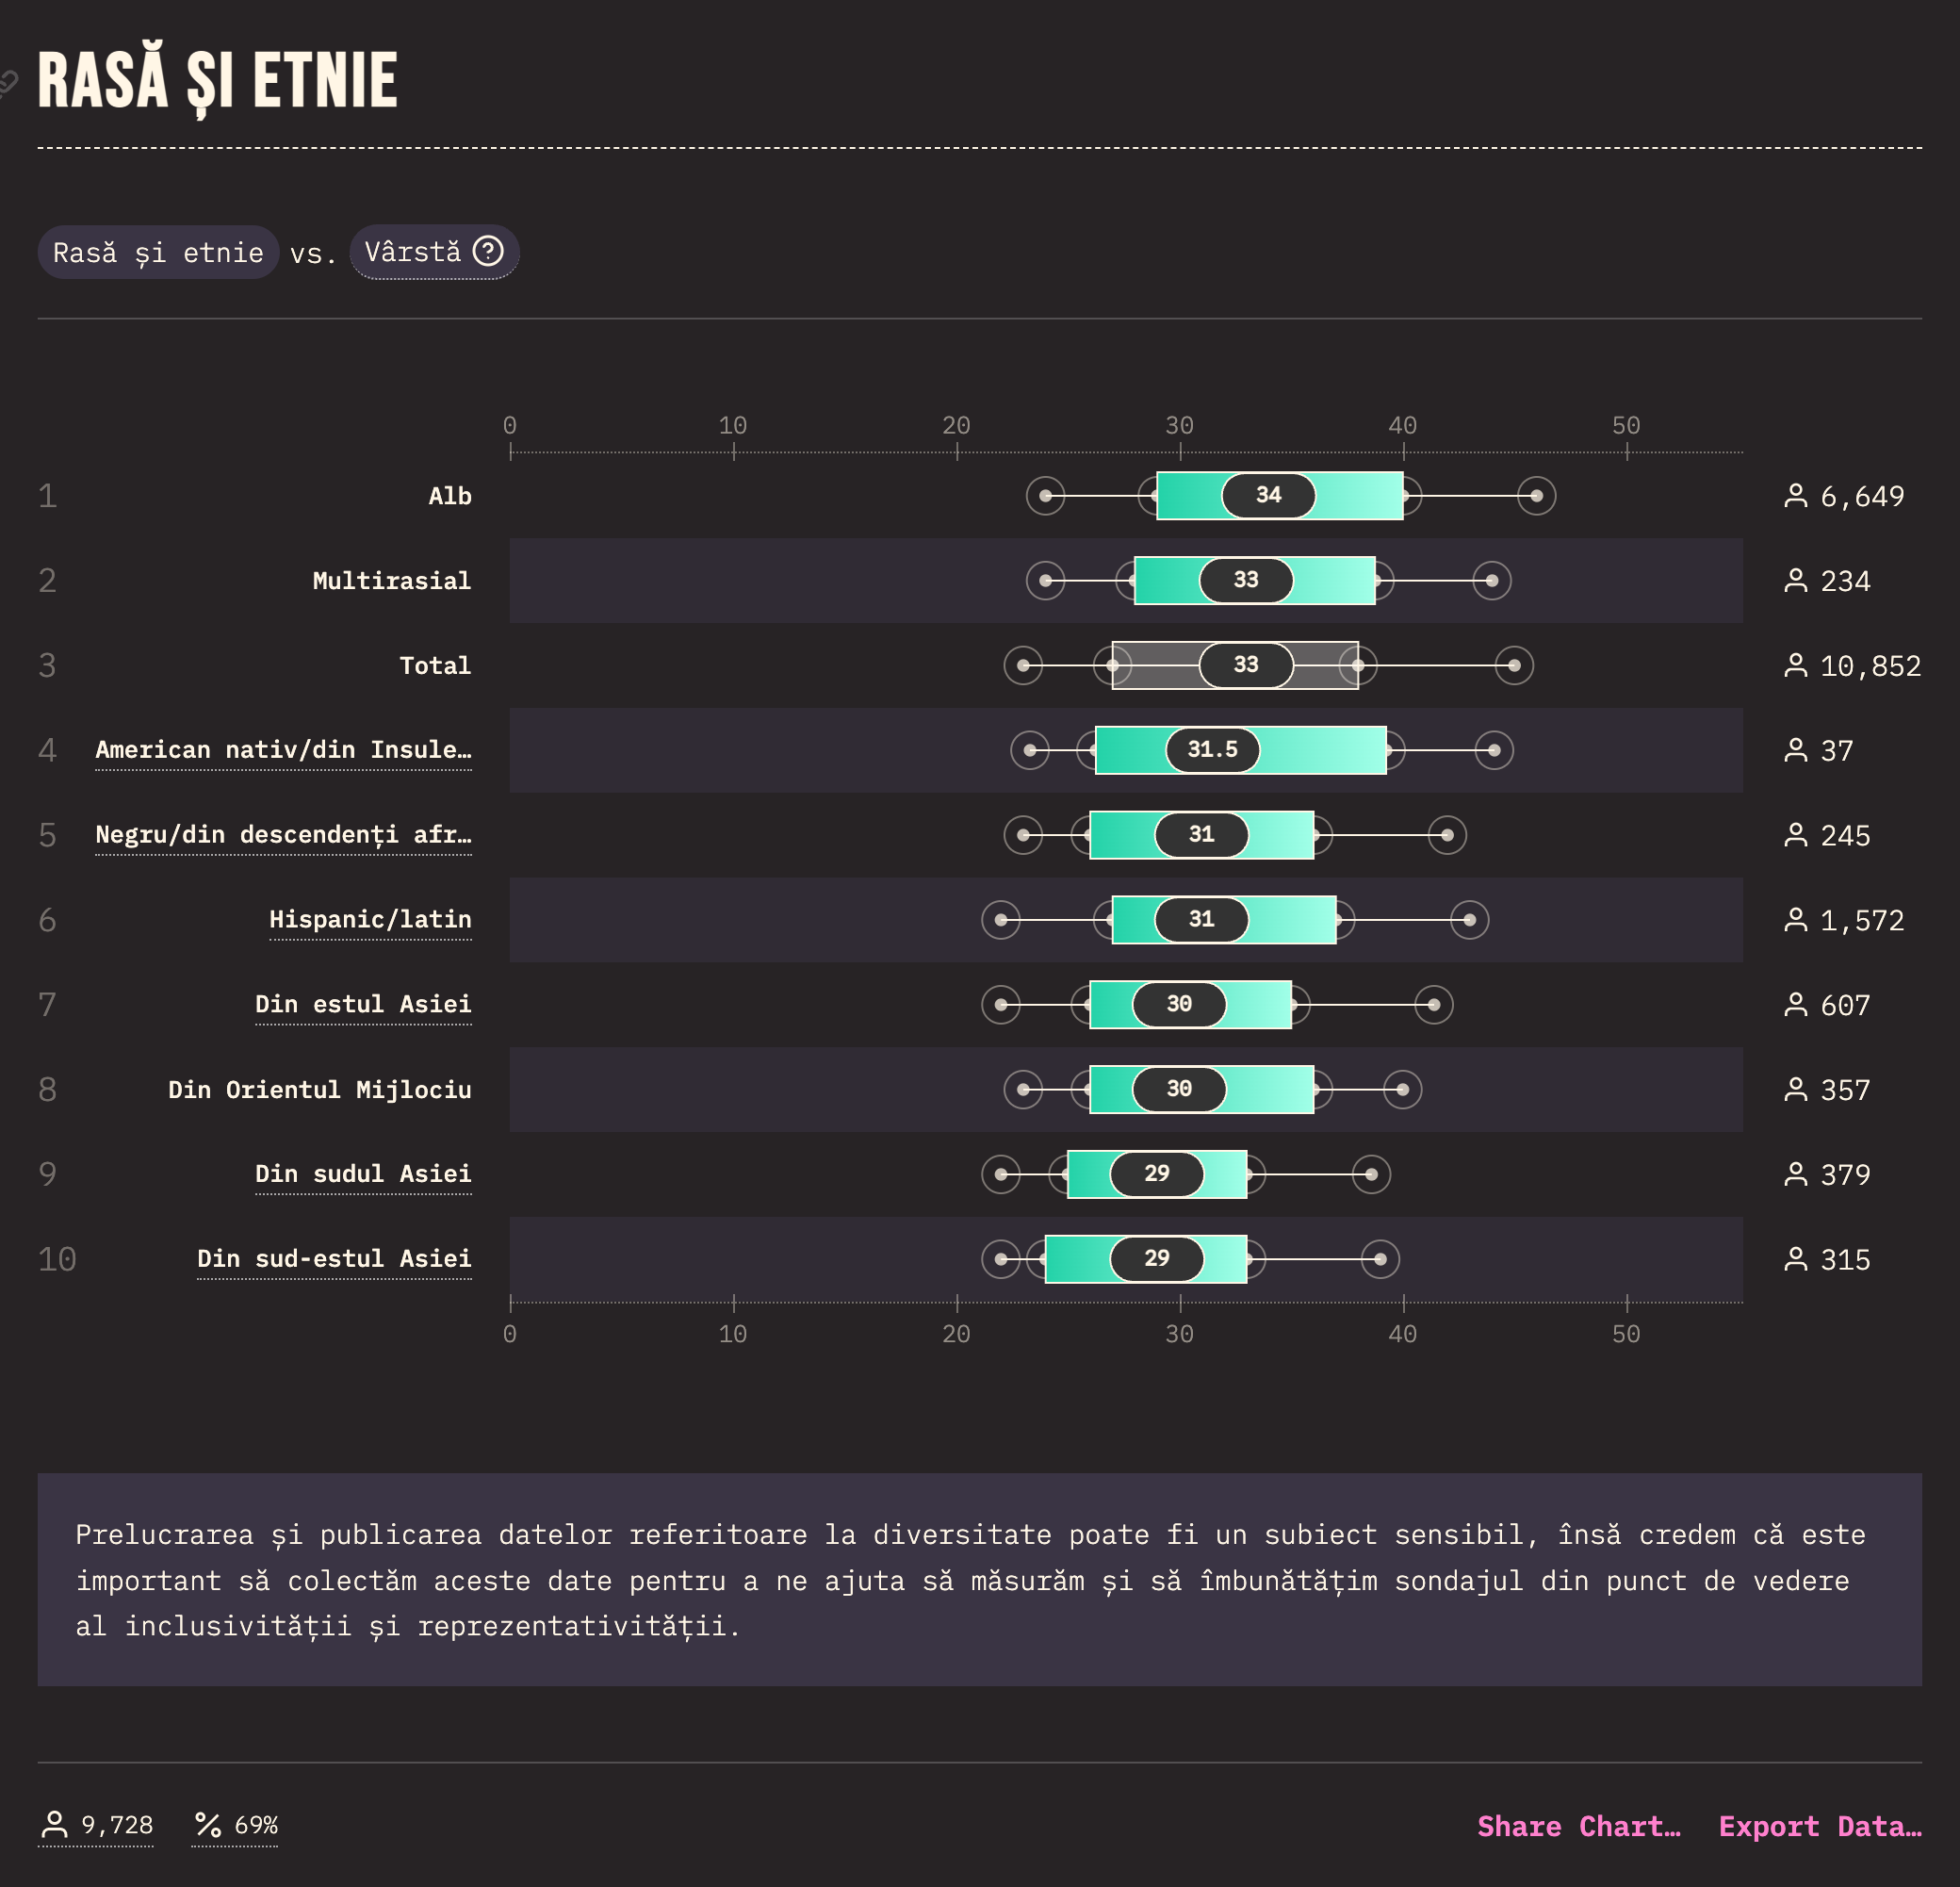 RASĂ ȘI ETNIE
Rasă și etnie vs. Vârstă ?
0 10 20 30 40 50
1 Alb 34 6,649
2 Multirasial 33 234
3 Total 33 10,852
4 American nativ/din Insule… 31.5 37
5 Negru/din descendenți afr… 31 245
6 Hispanic/latin 31 1,572
7 Din estul Asiei 30 607
8 Din Orientul Mijlociu 30 357
9 Din sudul Asiei 29 379
10 Din sud-estul Asiei 29 315
0 10 20 30 40 50
Prelucrarea și publicarea datelor referitoare la diversitate poate fi un subiect sensibil, însă credem că este
important să colectăm aceste date pentru a ne ajuta să măsurăm și să îmbunătățim sondajul din punct de vedere
al inclusivității și reprezentativității.
9,728 % 69% Share Chart… Export Data…